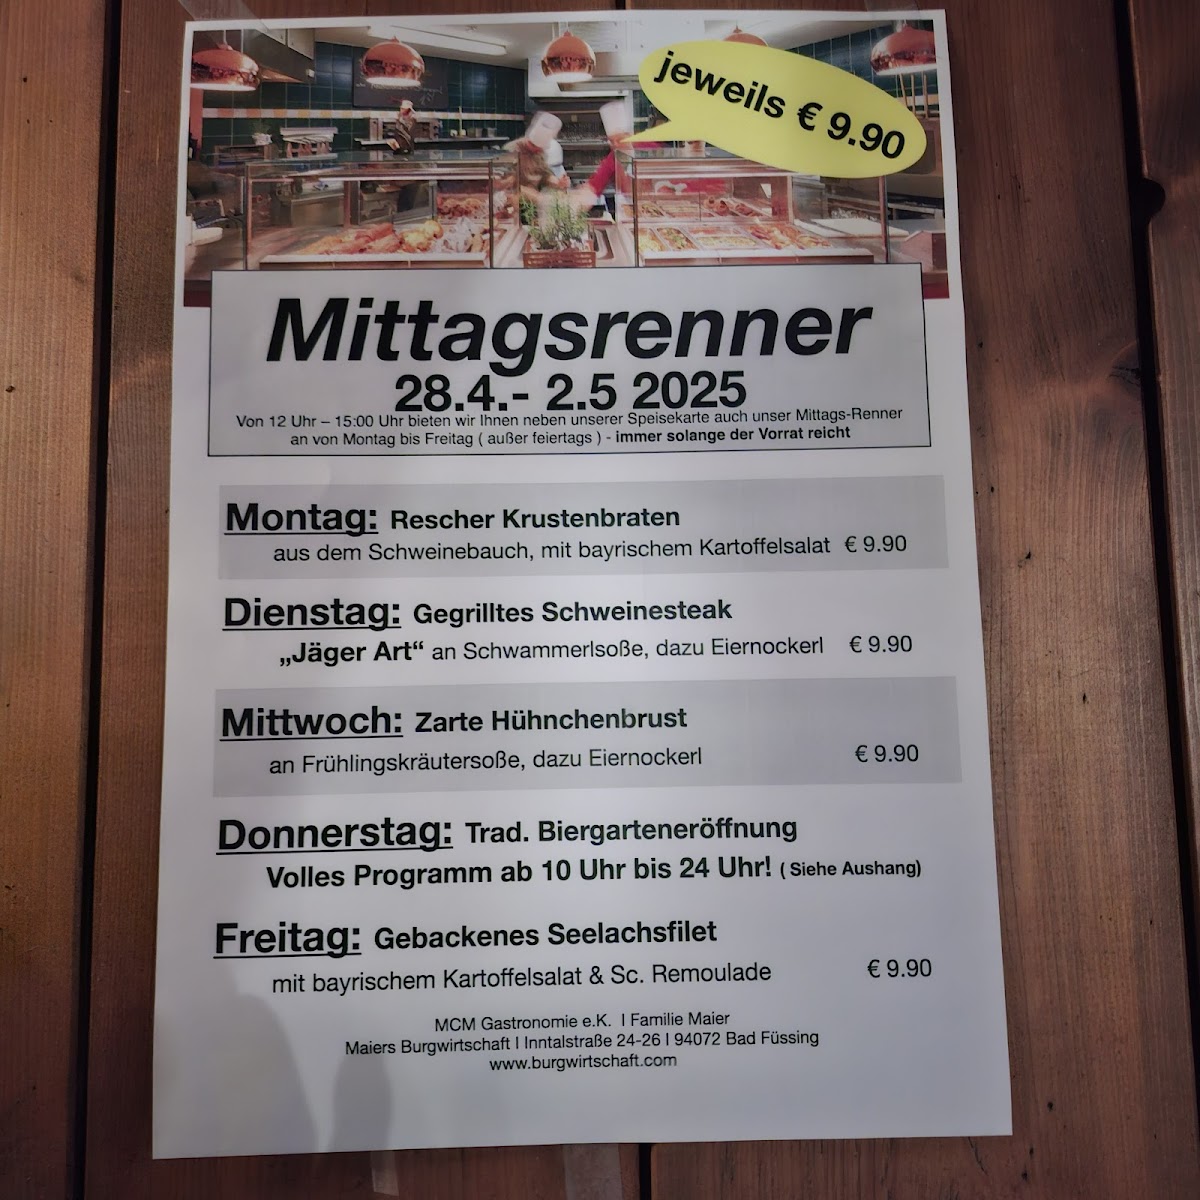 jeweils € 9.90
Mittagsrenner
28.4.- 2.5 2025
Von 12 Uhr – 15:00 Uhr bieten wir Ihnen neben unserer Speisekarte auch unser Mittags-Renner
an von Montag bis Freitag ( außer feiertags ) - immer solange der Vorrat reicht
Montag: Rescher Krustenbraten
aus dem Schweinebauch, mit bayrischem Kartoffelsalat € 9.90
Dienstag: Gegrilltes Schweinesteak
„Jäger Art“ an Schwammerlsoße, dazu Eiernockerl € 9.90
Mittwoch: Zarte Hühnchenbrust
an Frühlingskräutersoße, dazu Eiernockerl € 9.90
Donnerstag: Trad. Biergarteneröffnung
Volles Programm ab 10 Uhr bis 24 Uhr! ( Siehe Aushang)
Freitag: Gebackenes Seelachsfilet
mit bayrischem Kartoffelsalat & Sc. Remoulade € 9.90
MCM Gastronomie e.K. I Familie Maier
Maiers Burgwirtschaft I Inntalstraße 24-26 I 94072 Bad Füssing
www.burgwirtschaft.com